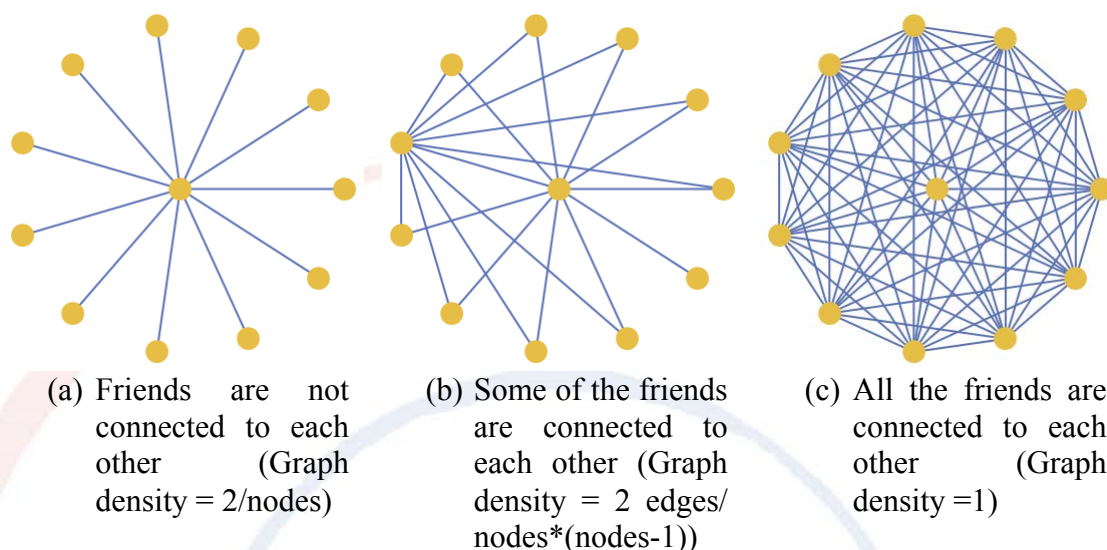 (a) Friends are not
connected to each
other (Graph
density = 2/nodes)
(b) Some of the friends
are connected to
each other (Graph
density = 2 edges/
nodes*(nodes-1))
(c) All the friends are
connected to each
other (Graph
density =1)